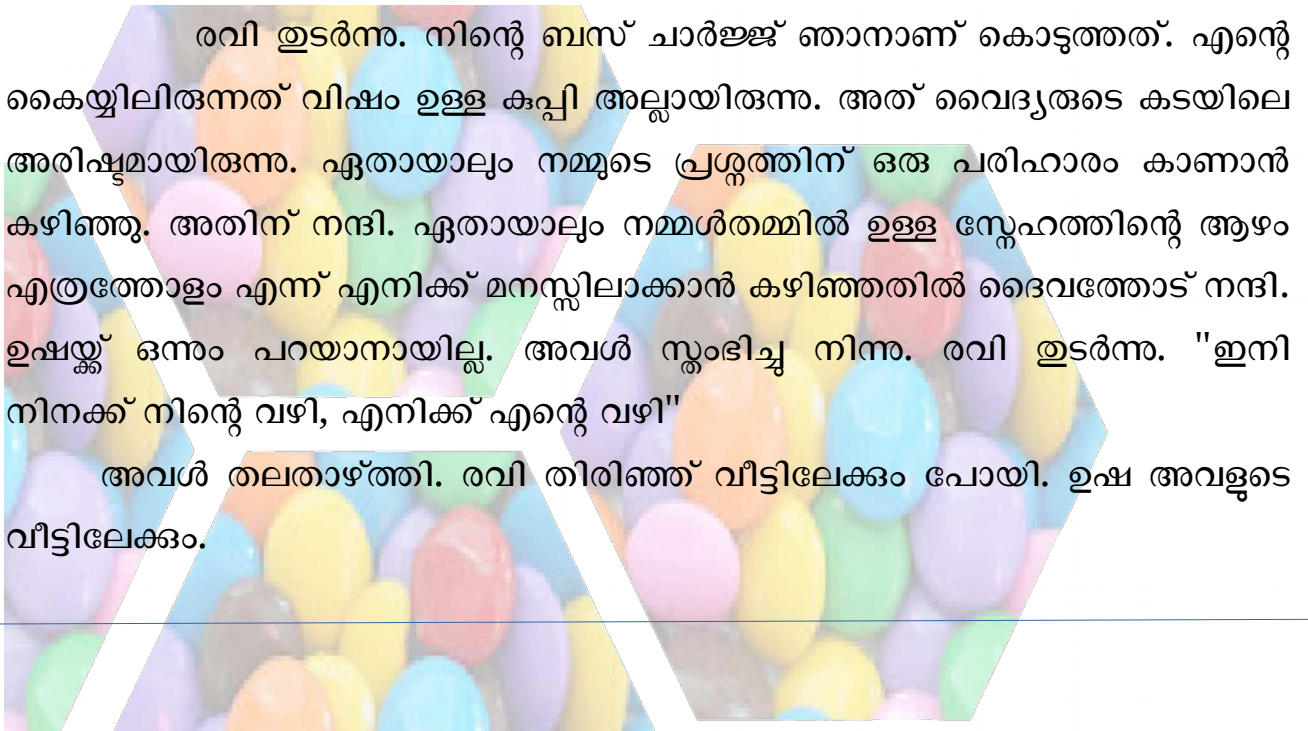 രവി തുടർന്നു. നിന്റെ ബസ് ചാർജ്ജ് ഞാനാണ് കൊടുത്തത്. എന്റെ
കൈയ്യിലിരുന്നത് വിഷം ഉള്ള കുപ്പി അല്ലായിരുന്നു. അത് വൈദ്യരുടെ കടയിലെ
അരിഷ്ടമായിരുന്നു. ഏതായാലും നമ്മുടെ പ്രശ്നത്തിന് ഒരു പരിഹാരം കാണാൻ
കഴിഞ്ഞു. അതിന് നന്ദി. ഏതായാലും നമ്മൾതമ്മിൽ ഉള്ള സ്നേഹത്തിന്റെ ആഴം
എത്രത്തോളം എന്ന് എനിക്ക് മനസ്സിലാക്കാൻ കഴിഞ്ഞതിൽ ദൈവത്തോട് നന്ദി.
ഉഷയ്ക്ക് ഒന്നും പറയാനായില്ല. അവൾ സ്തംഭിച്ചു നിന്നു. രവി തുടർന്നു. "ഇനി
നിനക്ക് നിന്റെ വഴി, എനിക്ക് എന്റെ വഴി"
അവൾ തലതാഴ്ത്തി. രവി തിരിഞ്ഞ് വീട്ടിലേക്കും പോയി. ഉഷ അവളുടെ
വീട്ടിലേക്കും.